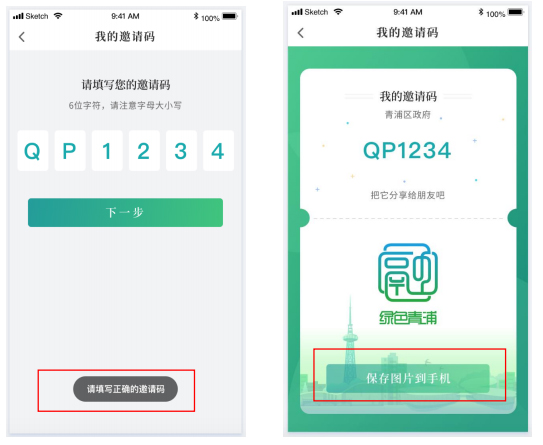 Sketch 9:41 AM 100%
我的邀请码
请填写您的邀请码
6位字符，请注意字母大小写
Q P 1 2 3 4
下一步
请填写正确的邀请码
Sketch 9:41 AM 100%
我的邀请码
我的邀请码
青浦区政府
QP1234
把它分享给朋友吧
融
绿色青浦
保存图片到手机